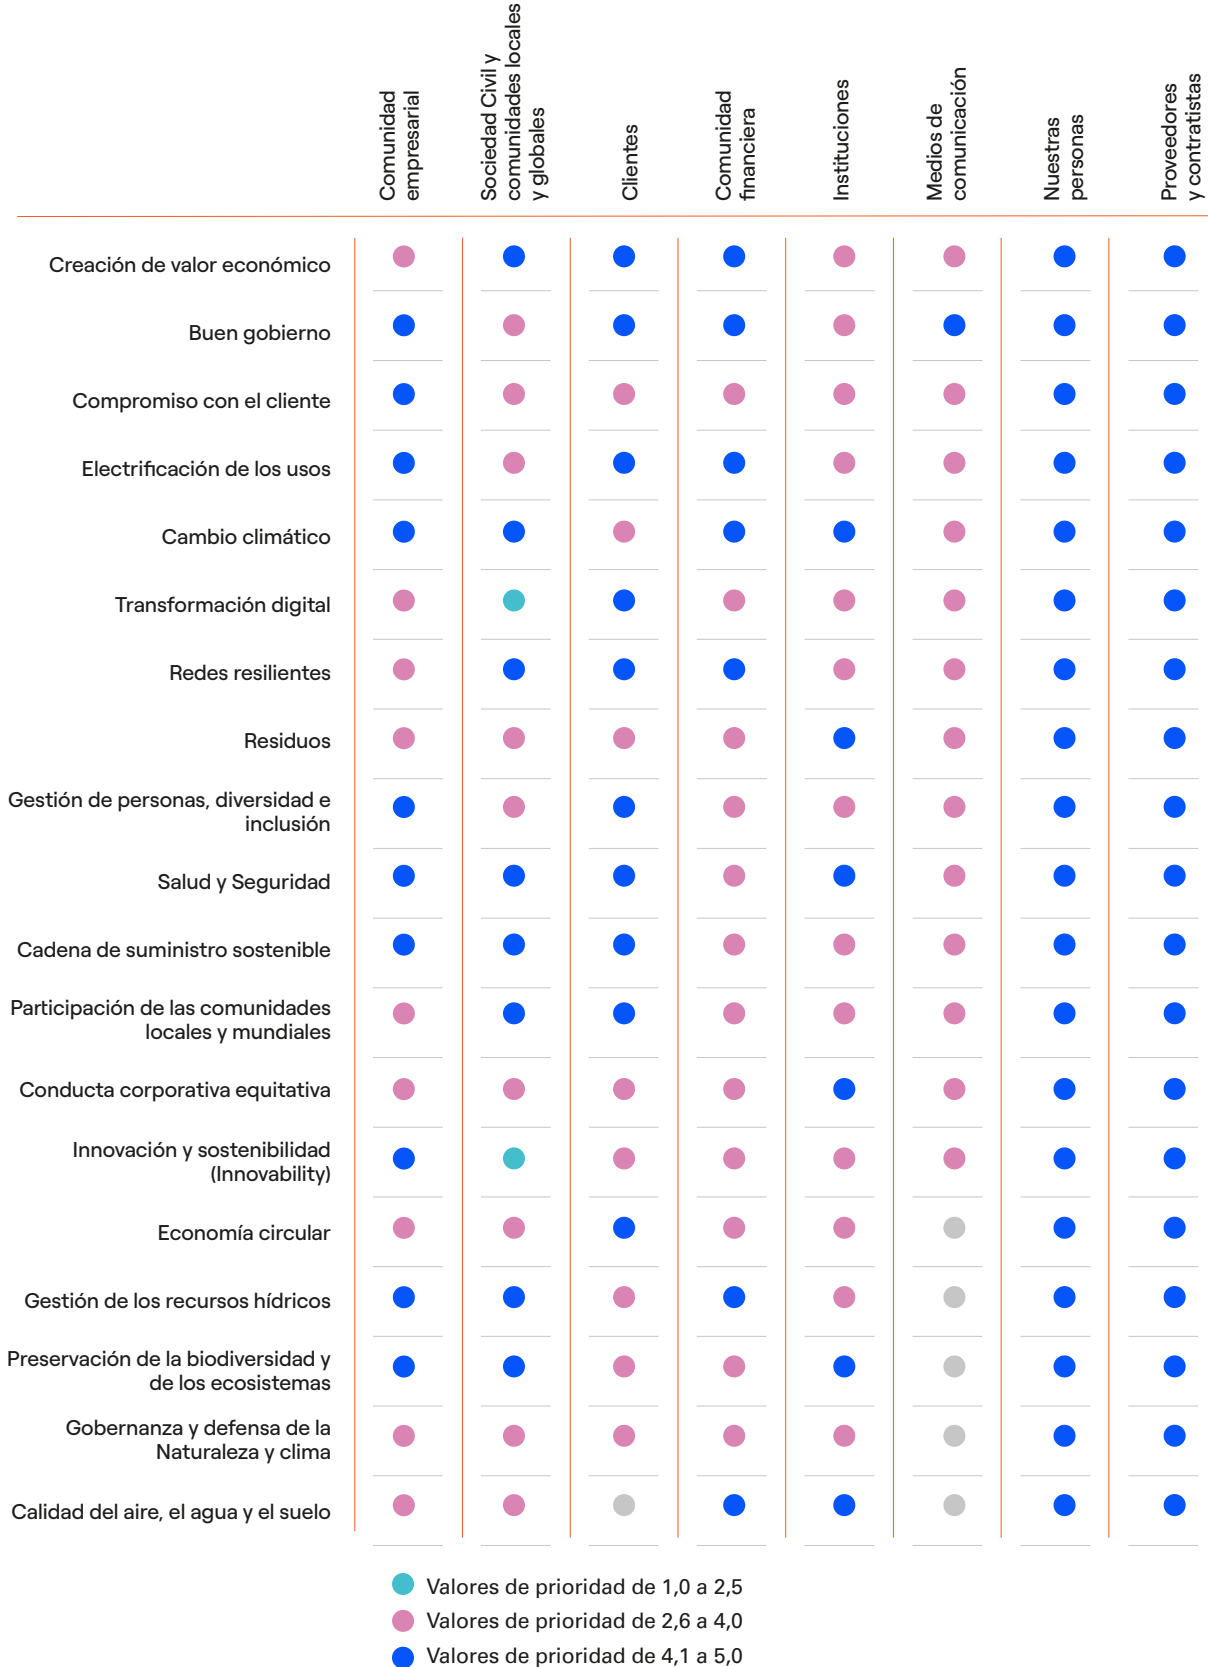 Comunidad
empresarial
Sociedad Civil y
comunidades locales
y globales
Clientes
Comunidad
financiera
Instituciones
Medios de
comunicación
Nuestras
personas
Proveedores
y contratistas
Creación de valor económico
Buen gobierno
Compromiso con el cliente
Electrificación de los usos
Cambio climático
Transformación digital
Redes resilientes
Residuos
Gestión de personas, diversidad e
inclusión
Salud y Seguridad
Cadena de suministro sostenible
Participación de las comunidades
locales y mundiales
Conducta corporativa equitativa
Innovación y sostenibilidad
(Innovability)
Economía circular
Gestión de los recursos hídricos
Preservación de la biodiversidad y
de los ecosistemas
Gobernanza y defensa de la
Naturaleza y clima
Calidad del aire, el agua y el suelo
Valores de prioridad de 1,0 a 2,5
Valores de prioridad de 2,6 a 4,0
Valores de prioridad de 4,1 a 5,0